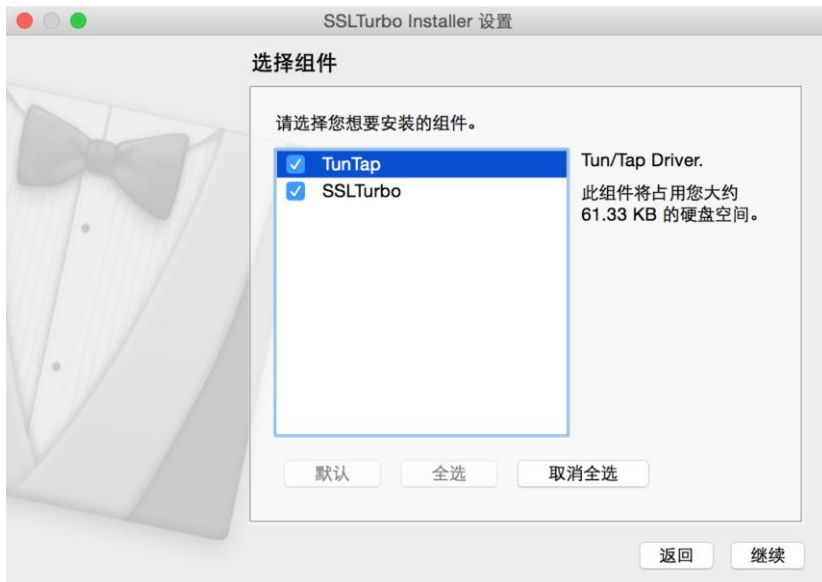 SSLTurbo Installer 设置
选择组件
请选择您想要安装的组件。
TunTap
SSLTurbo
Tun/Tap Driver.
此组件将占用您大约
61.33 KB 的硬盘空间。
默认
全选
取消全选
返回
继续